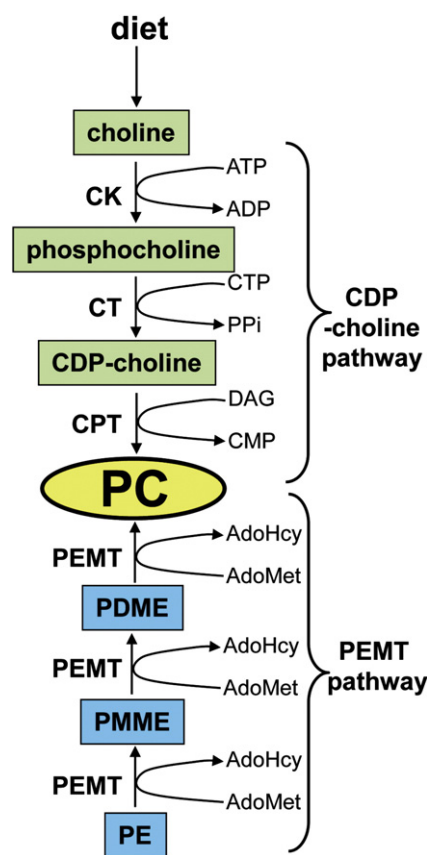 diet
choline
ATP
CK
ADP
phosphocholine
CTP
CT
PPi
CDP
-choline
pathway
CDP-choline
DAG
CPT
CMP
PC
AdoHcy
PEMT
AdoMet
PDME
AdoHcy
PEMT
AdoMet
PEMT
pathway
PMME
AdoHcy
PEMT
AdoMet
PE